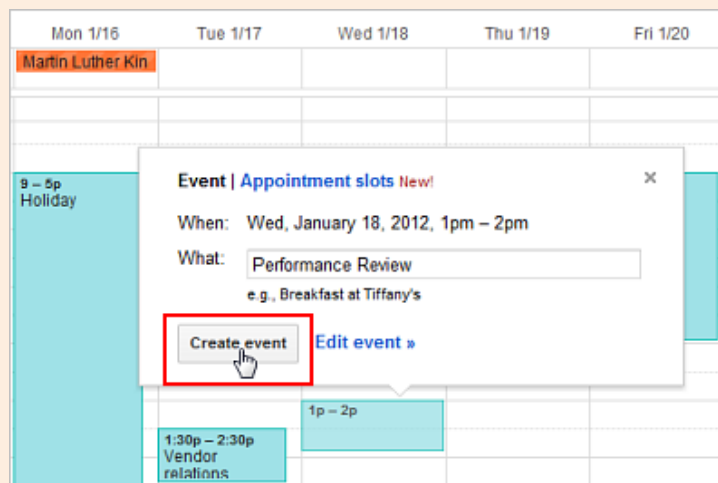 Mon 1/16 Tue 1/17 Wed 1/18 Thu 1/19 Fri 1/20
Martin Luther Kin
9 – 5p
Holiday
Event | Appointment slots New!
When: Wed, January 18, 2012, 1pm – 2pm
What: Performance Review
e.g., Breakfast at Tiffany's
Create event Edit event »
1p – 2p
1:30p – 2:30p
Vendor
relations